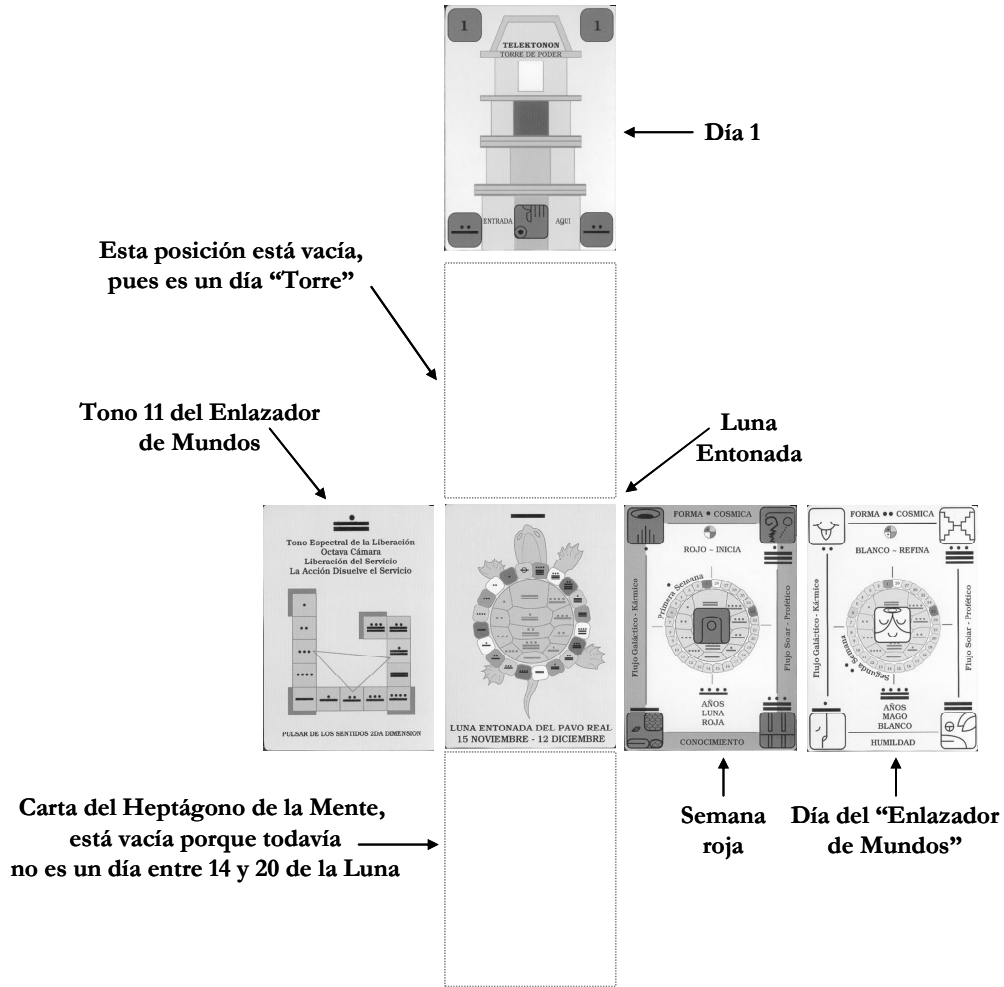 1 1
TELEKTONON
TORRE DE PODER
ENTRADA AQUI
Día 1
Esta posición está vacía,
pues es un día “Torre”
Tono 11 del Enlazador
de Mundos
Luna
Entonada
Tono Espectral de la Liberación
Octava Cámara
Liberación del Servicio
La Acción Disuelve el Servicio
PULSAR DE LOS SENTIDOS 2DA DIMENSION
LUNA ENTONADA DEL PAVO REAL
15 NOVIEMBRE - 12 DICIEMBRE
FORMA • COSMICA
ROJO ~ INICIA
Primera Semana
Flujo Galáctico - Kármico
Flujo Solar - Profético
AÑOS
LUNA
ROJA
CONOCIMIENTO
FORMA •• COSMICA
BLANCO ~ REFINA
Flujo Galáctico - Kármico
Segunda Semana
Flujo Solar - Profético
AÑOS
MAGO
BLANCO
HUMILDAD
Semana
roja
Día del “Enlazador
de Mundos”
Carta del Heptágono de la Mente,
está vacía porque todavía
no es un día entre 14 y 20 de la Luna